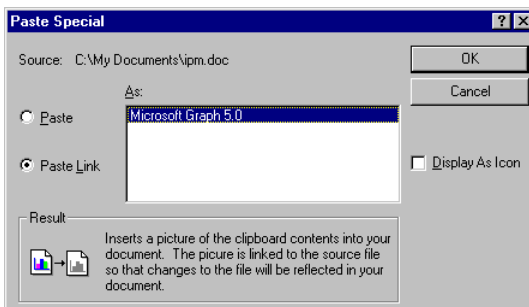 Paste Special
Source: C:\My Documents\ipm.doc
OK
Cancel
As:
Paste
Microsoft Graph 5.0
Paste Link
Display As Icon
Result
Inserts a picture of the clipboard contents into your
document. The picure is linked to the source file
so that changes to the file will be reflected in your
document.